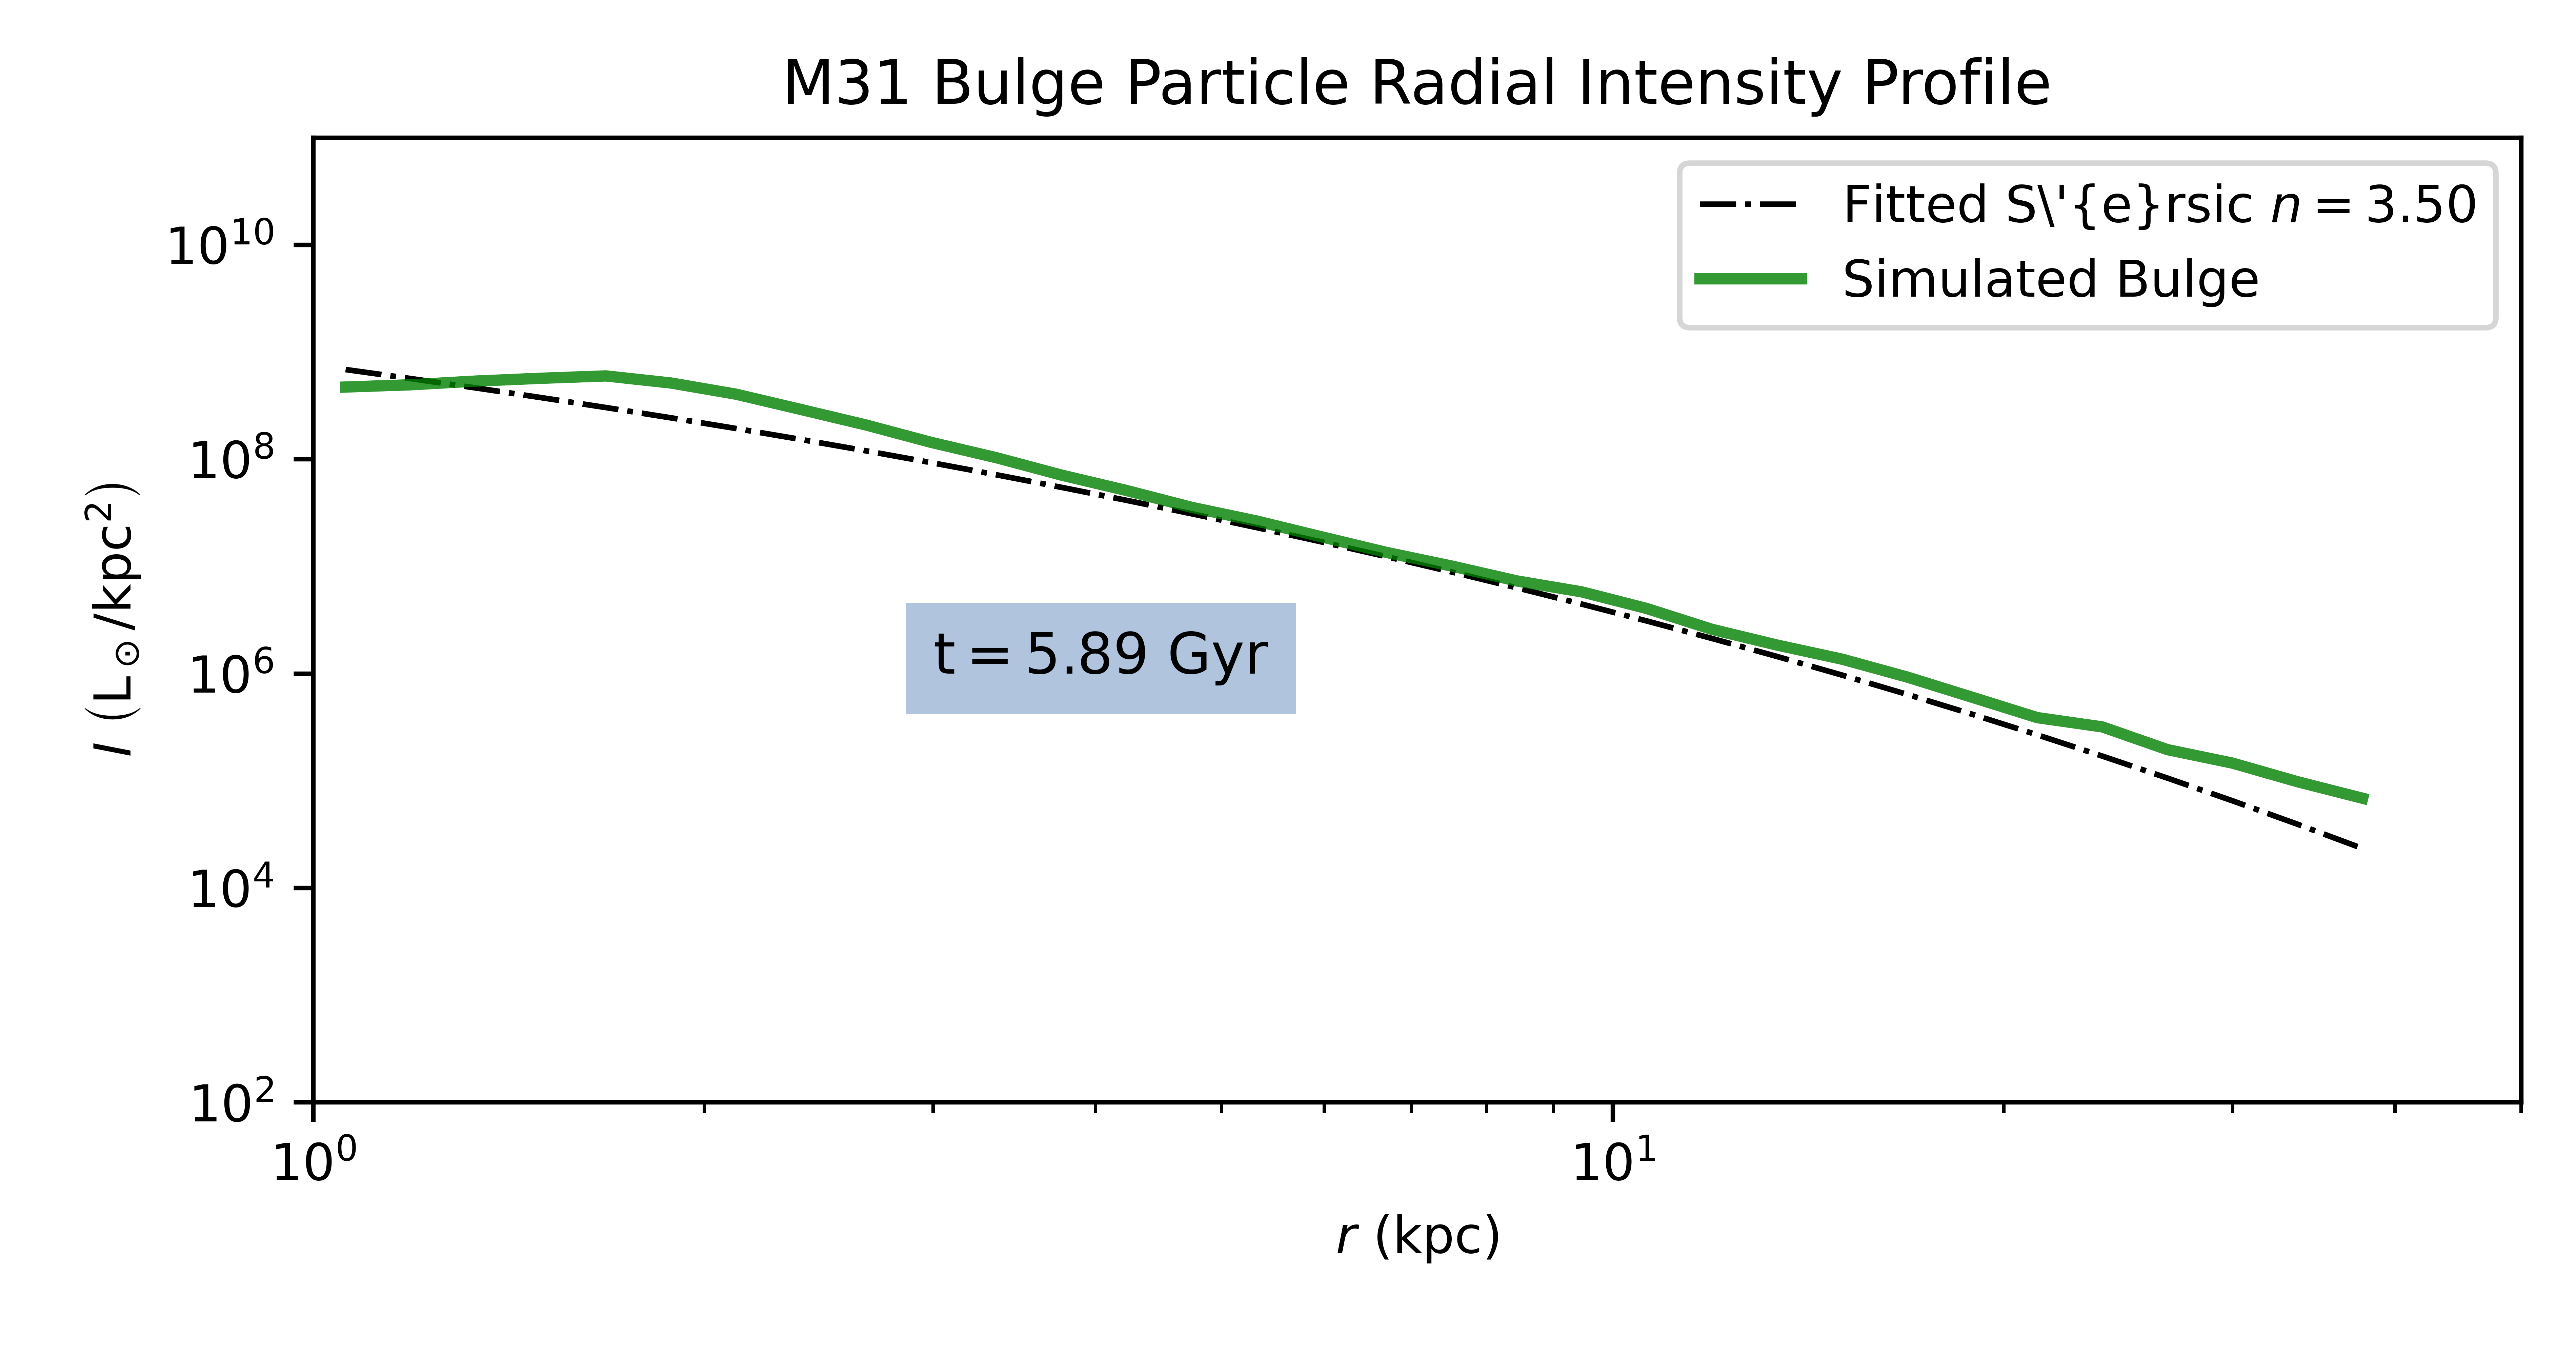 M31 Bulge Particle Radial Intensity Profile
Fitted S\'{e}rsic n = 3.50
Simulated Bulge
10¹⁰
10⁸
10⁶
10⁴
10²
I (L☉/kpc²)
t = 5.89 Gyr
10⁰ 10¹
r (kpc)